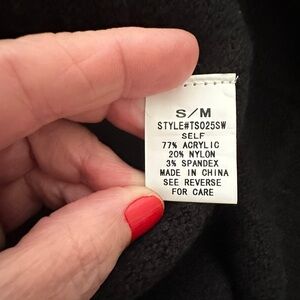 S/M
STYLE#TS025SW
SELF
77% ACRYLIC
20% NYLON
3% SPANDEX
MADE IN CHINA
SEE REVERSE
FOR CARE